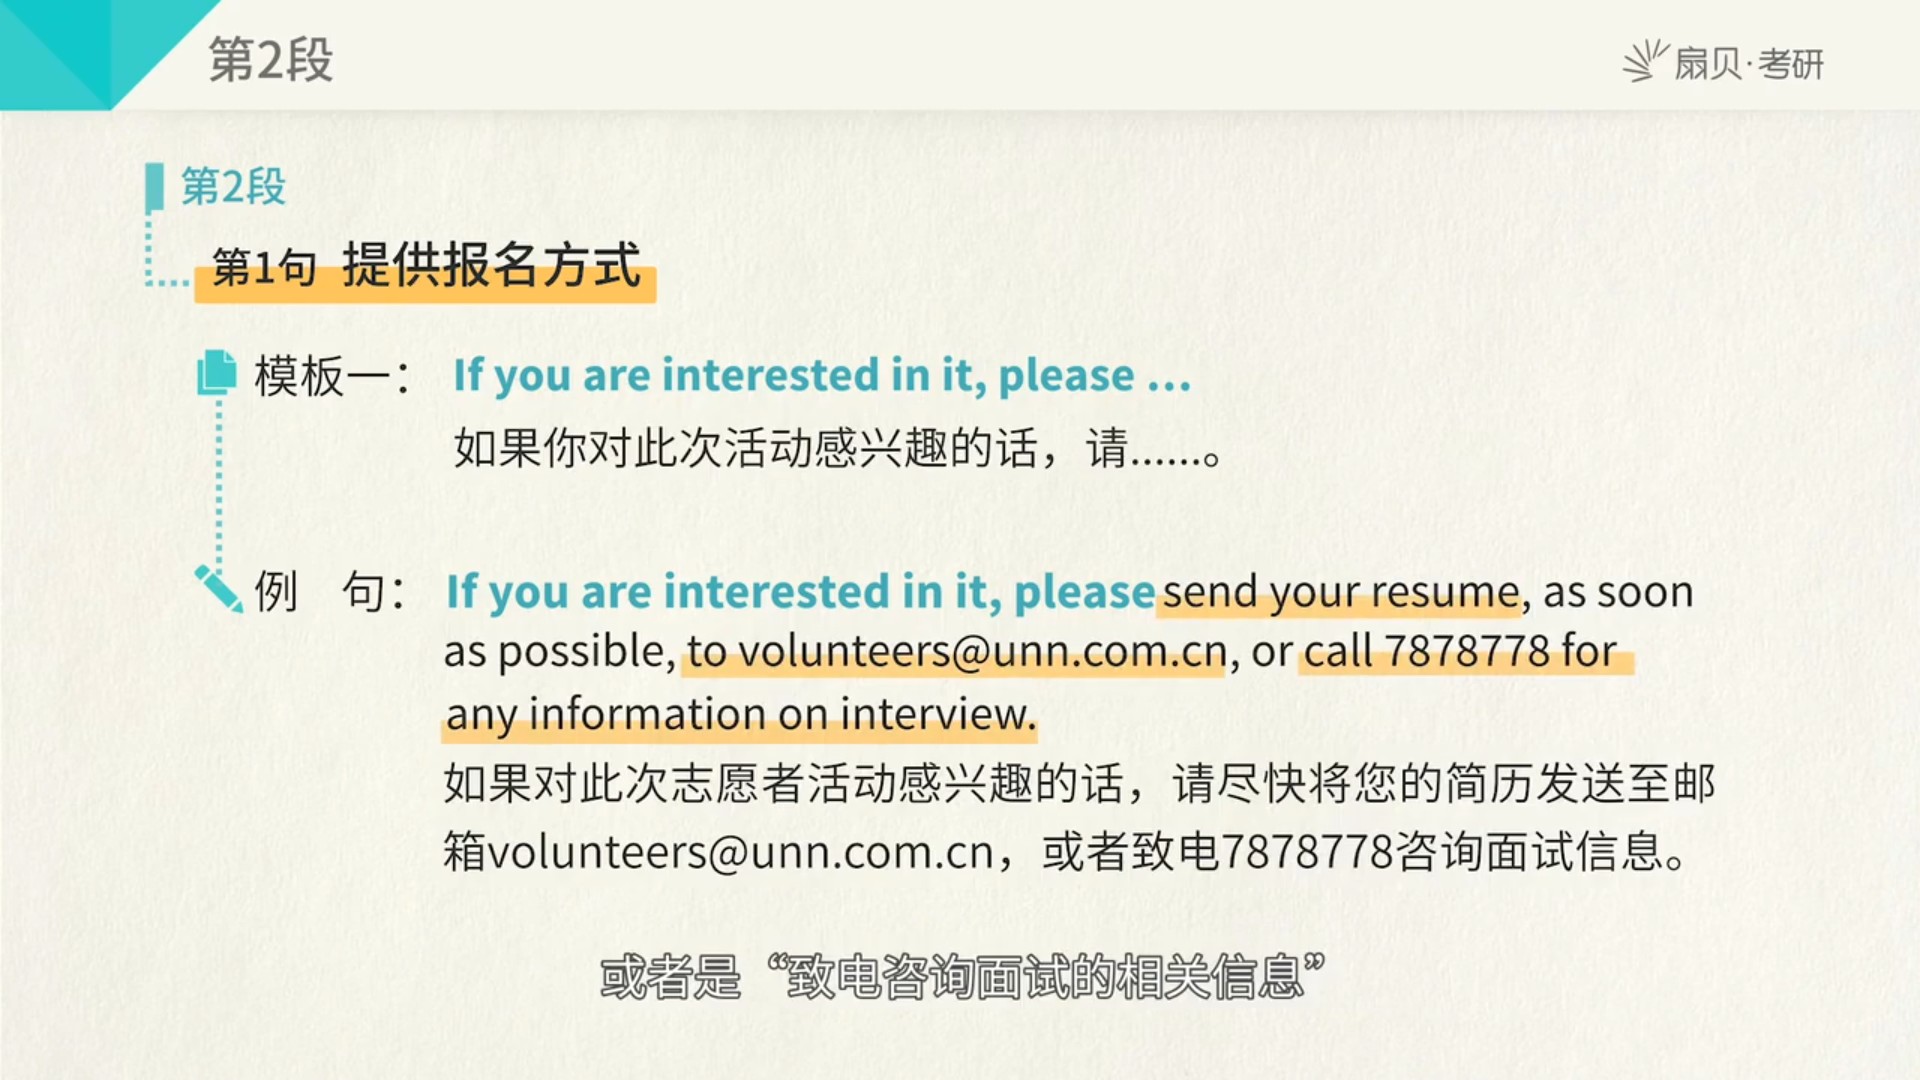 第2段
扇贝·考研
第2段
第1句 提供报名方式
模板一： If you are interested in it, please ...
如果你对此次活动感兴趣的话，请......。
例 句： If you are interested in it, please send your resume, as soon
as possible, to volunteers@unn.com.cn, or call 7878778 for
any information on interview.
如果对此次志愿者活动感兴趣的话，请尽快将您的简历发送至邮
箱volunteers@unn.com.cn，或者致电7878778咨询面试信息。
或者是“致电咨询面试的相关信息”